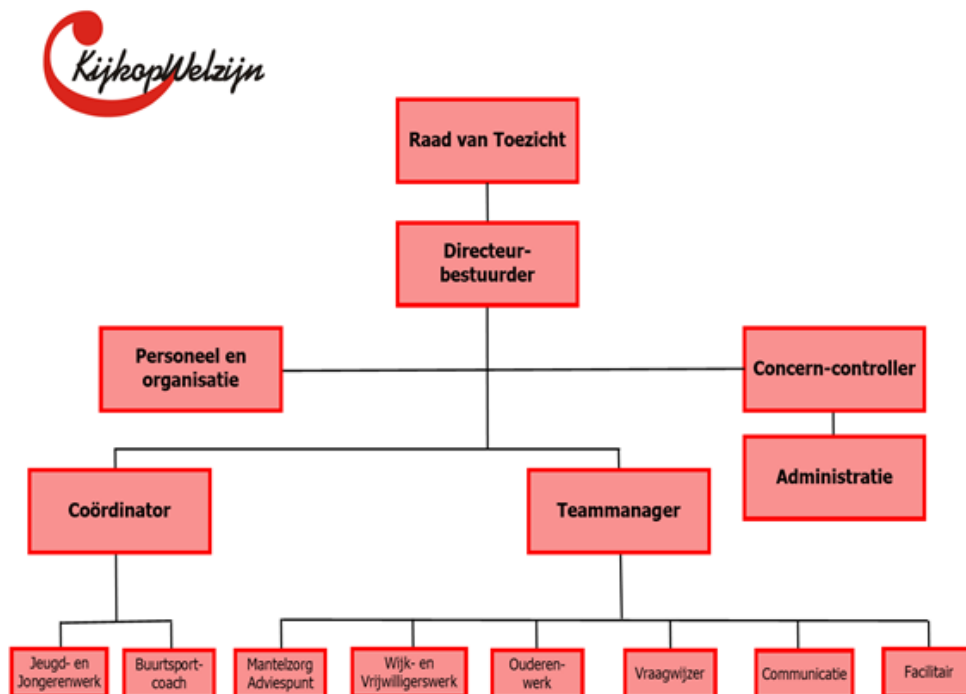 KijkopWelzijn
Raad van Toezicht
Directeur-
bestuurder
Personeel en
organisatie
Concern-controller
Administratie
Coördinator
Teammanager
Jeugd- en
Jongerenwerk
Buurtsport-
coach
Mantelzorg
Adviespunt
Wijk- en
Vrijwilligerswerk
Ouderen-
werk
Vraagwijzer
Communicatie
Facilitair